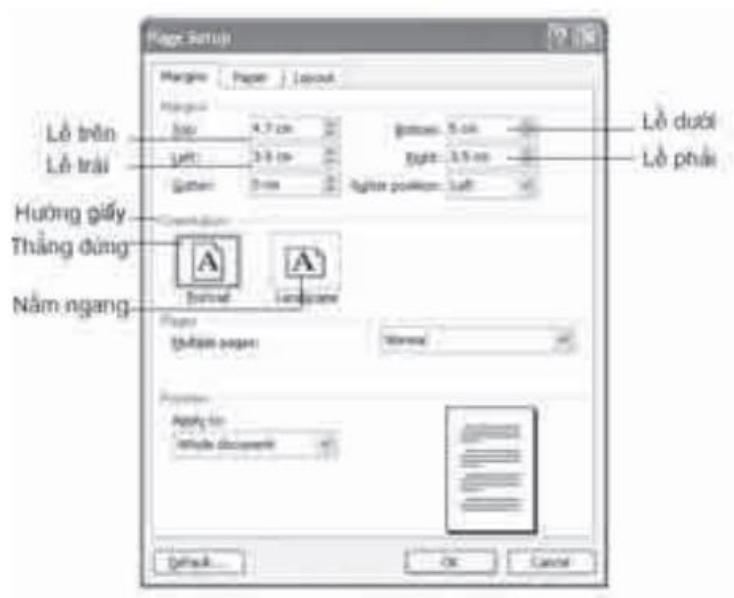 Page Setup
Margins Paper Layout
Margins
Lề trên Top: 4.7 cm Bottom: 5 cm Lề dưới
Lề trái Left: 3.5 cm Right: 3.5 cm Lề phải
Gutter: 0 cm Gutter position: Left
Hướng giấy Orientation
Thẳng đứng
Nằm ngang Portrait Landscape
Pages
Multiple pages: Normal
Preview
Apply to:
Whole document
Default... OK Cancel